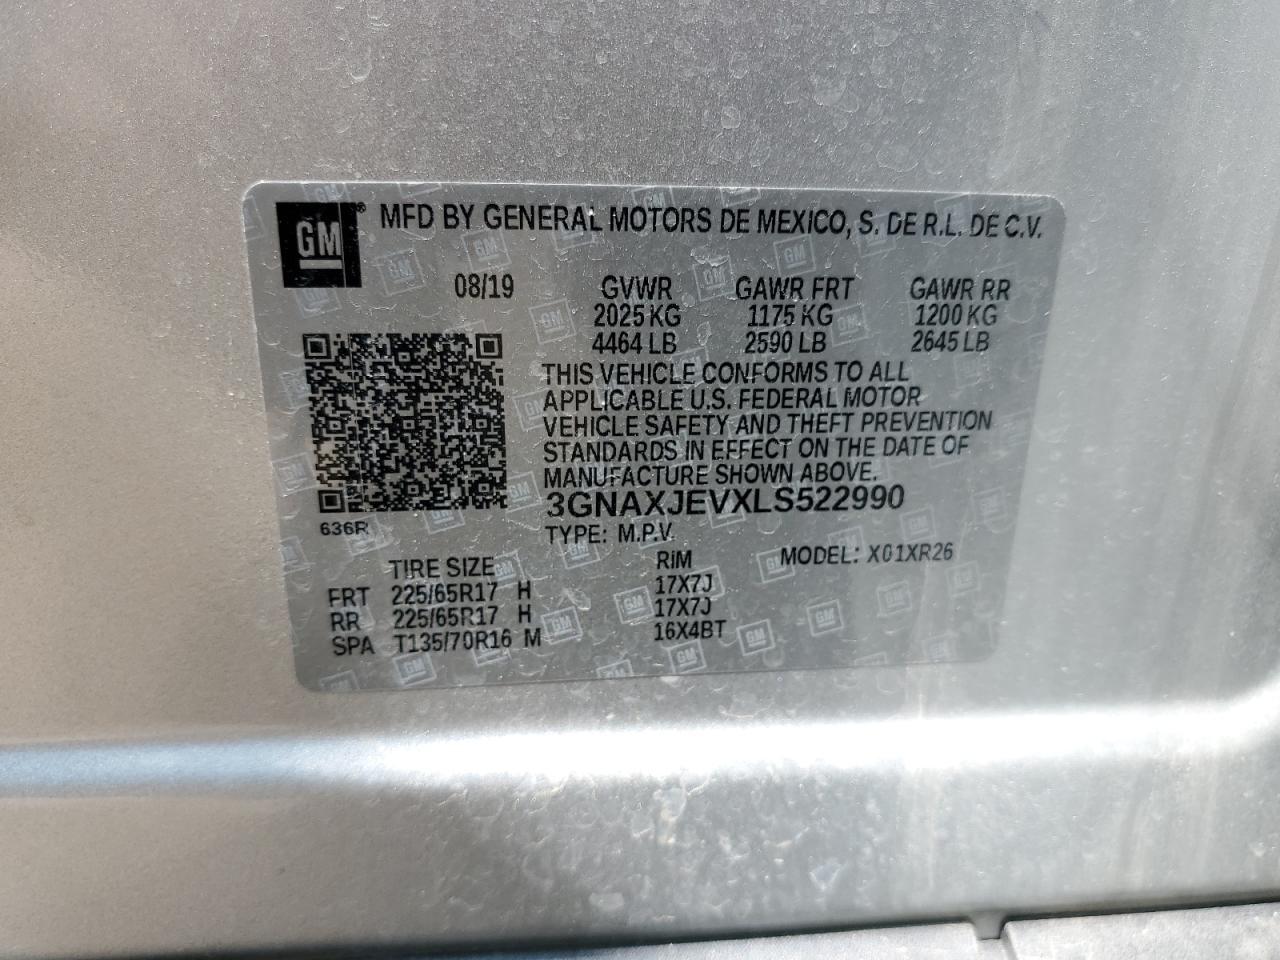 GM ® MFD BY GENERAL MOTORS DE MEXICO, S. DE R.L. DE C.V.
08/19 GVWR GAWR FRT GAWR RR
2025 KG 1175 KG 1200 KG
4464 LB 2590 LB 2645 LB
THIS VEHICLE CONFORMS TO ALL
APPLICABLE U.S. FEDERAL MOTOR
VEHICLE SAFETY AND THEFT PREVENTION
STANDARDS IN EFFECT ON THE DATE OF
MANUFACTURE SHOWN ABOVE.
3GNAXJEVXLS522990
636R TYPE: M.P.V.
TIRE SIZE RIM MODEL: X01XR26
FRT 225/65R17 H 17X7J
RR 225/65R17 H 17X7J
SPA T135/70R16 M 16X4BT